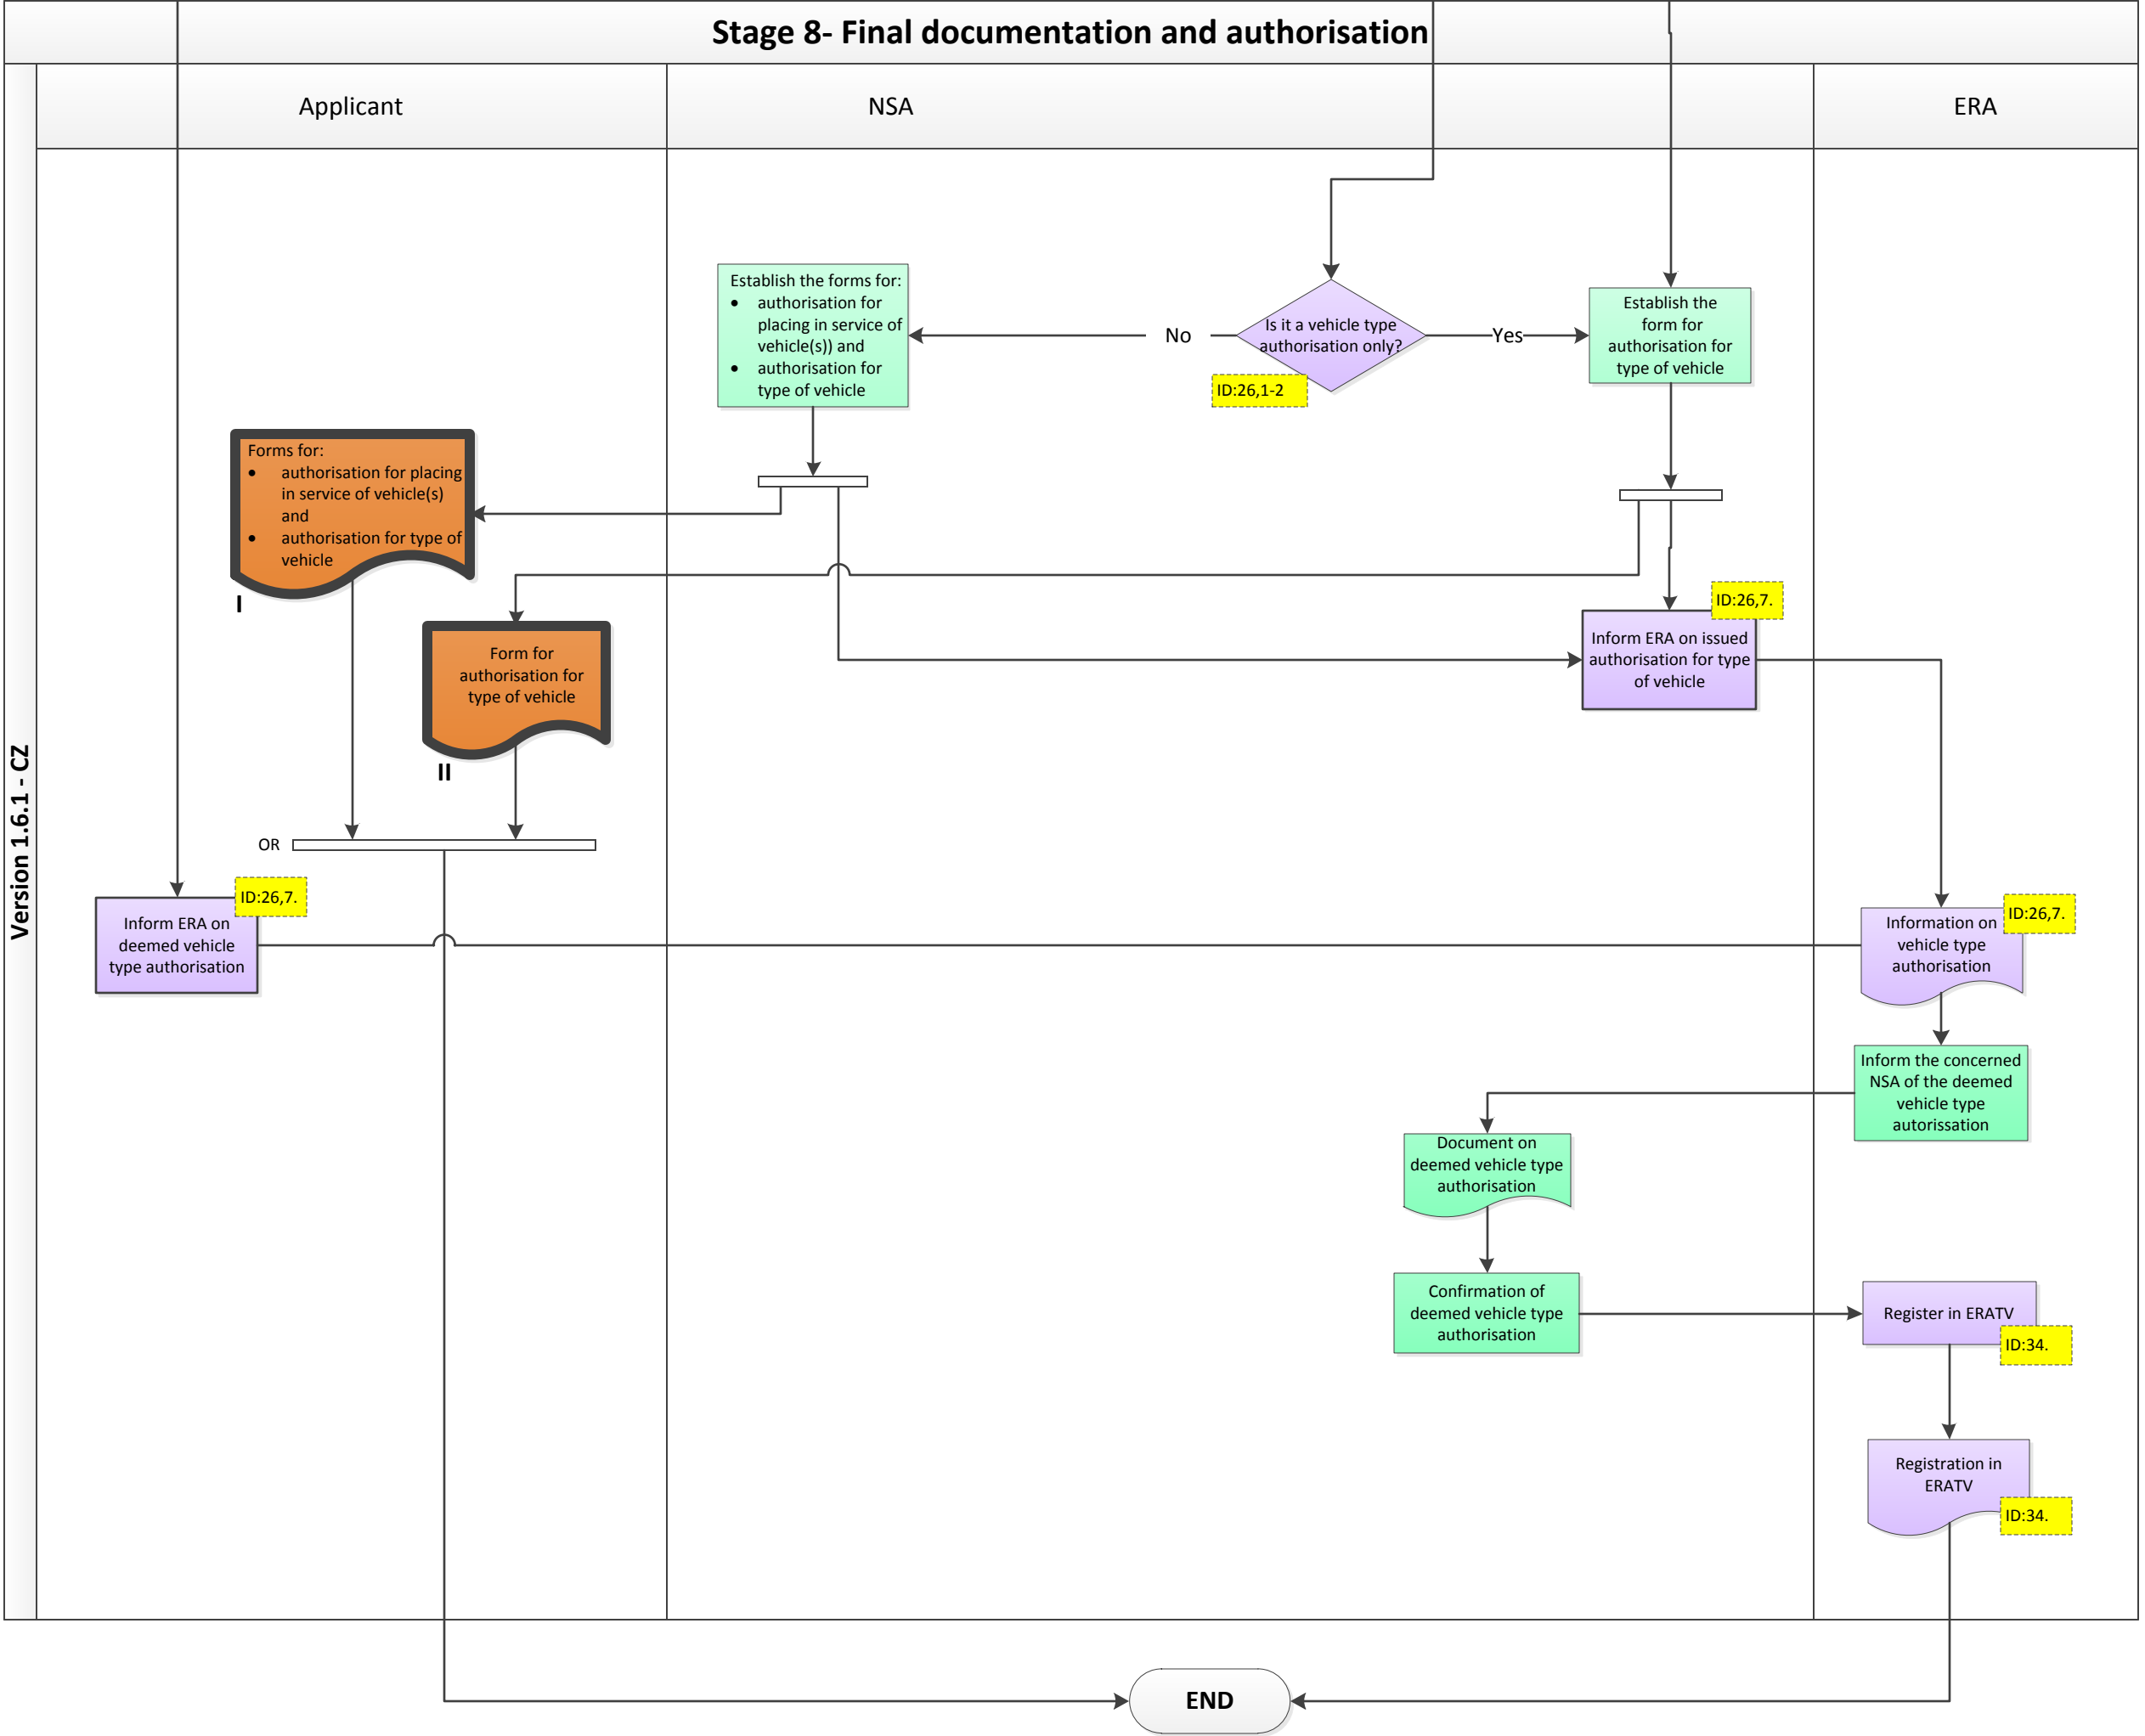 Stage 8- Final documentation and authorisation
Applicant
NSA
ERA
Version 1.6.1 - CZ
Establish the forms for:
• authorisation for
placing in service of
vehicle(s)) and
• authorisation for
type of vehicle
No
Is it a vehicle type
authorisation only?
Yes
ID:26,1-2
Establish the
form for
authorisation for
type of vehicle
Forms for:
• authorisation for placing
in service of vehicle(s)
and
• authorisation for type of
vehicle
I
Form for
authorisation for
type of vehicle
II
ID:26,7.
Inform ERA on issued
authorisation for type
of vehicle
OR
ID:26,7.
Inform ERA on
deemed vehicle
type authorisation
ID:26,7.
Information on
vehicle type
authorisation
Inform the concerned
NSA of the deemed
vehicle type
autorissation
Document on
deemed vehicle type
authorisation
Confirmation of
deemed vehicle type
authorisation
Register in ERATV
ID:34.
Registration in
ERATV
ID:34.
END